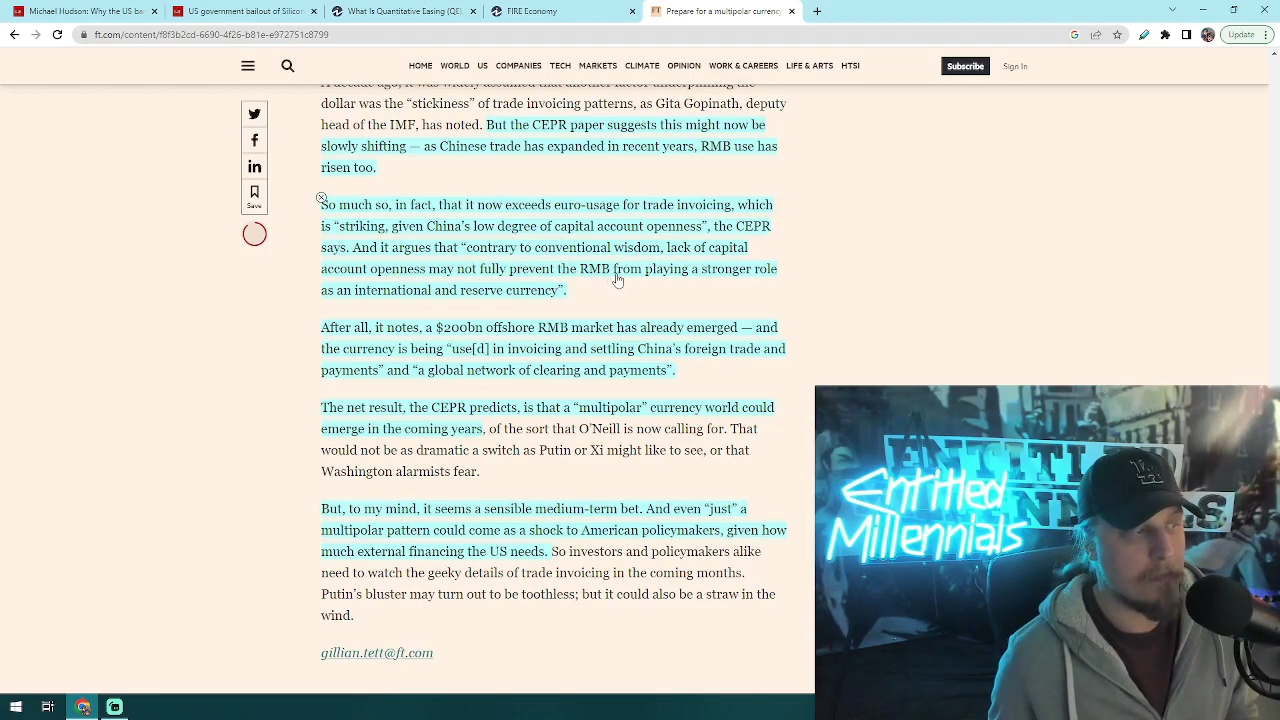 Michael Hudson: Why the US ba
US government bailout of Silicon
What Is Quantitative Easing (QE)
FIRE Economy
Prepare for a multipolar currency
ft.com/content/f8f3b2cd-6690-4f26-b81e-e972751c8799
Update
HOME WORLD US COMPANIES TECH MARKETS CLIMATE OPINION WORK & CAREERS LIFE & ARTS HTSI
Subscribe
Sign In
A decade ago, it was widely assumed that another factor underpinning the
dollar was the “stickiness” of trade invoicing patterns, as Gita Gopinath, deputy
head of the IMF, has noted. But the CEPR paper suggests this might now be
slowly shifting — as Chinese trade has expanded in recent years, RMB use has
risen too.
Save
So much so, in fact, that it now exceeds euro-usage for trade invoicing, which
is “striking, given China’s low degree of capital account openness”, the CEPR
says. And it argues that “contrary to conventional wisdom, lack of capital
account openness may not fully prevent the RMB from playing a stronger role
as an international and reserve currency”.
After all, it notes, a $200bn offshore RMB market has already emerged — and
the currency is being “use[d] in invoicing and settling China’s foreign trade and
payments” and “a global network of clearing and payments”.
The net result, the CEPR predicts, is that a “multipolar” currency world could
emerge in the coming years, of the sort that O’Neill is now calling for. That
would not be as dramatic a switch as Putin or Xi might like to see, or that
Washington alarmists fear.
But, to my mind, it seems a sensible medium-term bet. And even “just” a
multipolar pattern could come as a shock to American policymakers, given how
much external financing the US needs. So investors and policymakers alike
need to watch the geeky details of trade invoicing in the coming months.
Putin’s bluster may turn out to be toothless; but it could also be a straw in the
wind.
gillian.tett@ft.com
Entitled
Millennials